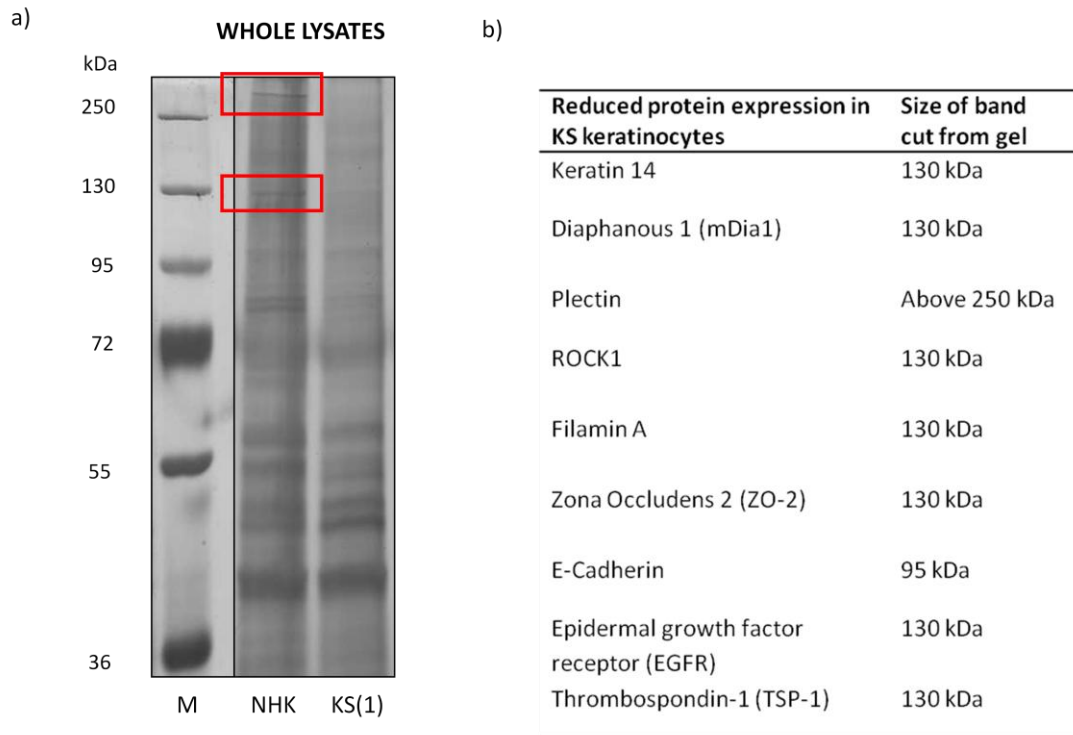 a)
WHOLE LYSATES
kDa
250
130
95
72
55
36
M NHK KS(1)
b)
Reduced protein expression in KS keratinocytes Size of band cut from gel
Keratin 14 130 kDa
Diaphanous 1 (mDia1) 130 kDa
Plectin Above 250 kDa
ROCK1 130 kDa
Filamin A 130 kDa
Zona Occludens 2 (ZO-2) 130 kDa
E-Cadherin 95 kDa
Epidermal growth factor 130 kDa
receptor (EGFR)
Thrombospondin-1 (TSP-1) 130 kDa